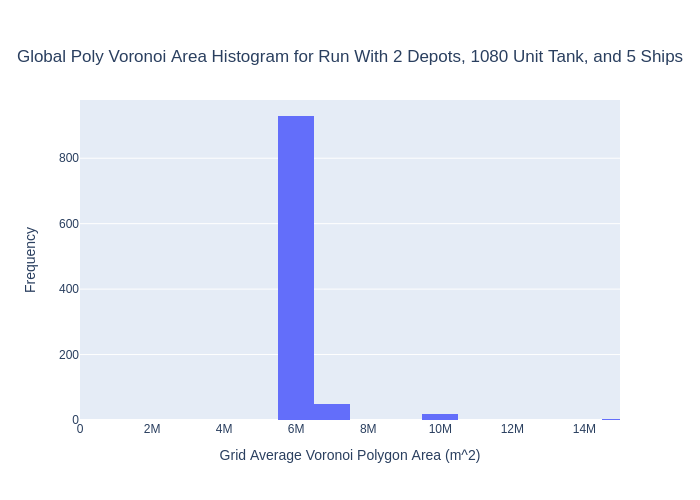 Global Poly Voronoi Area Histogram for Run With 2 Depots, 1080 Unit Tank, and 5 Ships
Frequency
800
600
400
200
0
0 2M 4M 6M 8M 10M 12M 14M
Grid Average Voronoi Polygon Area (m^2)